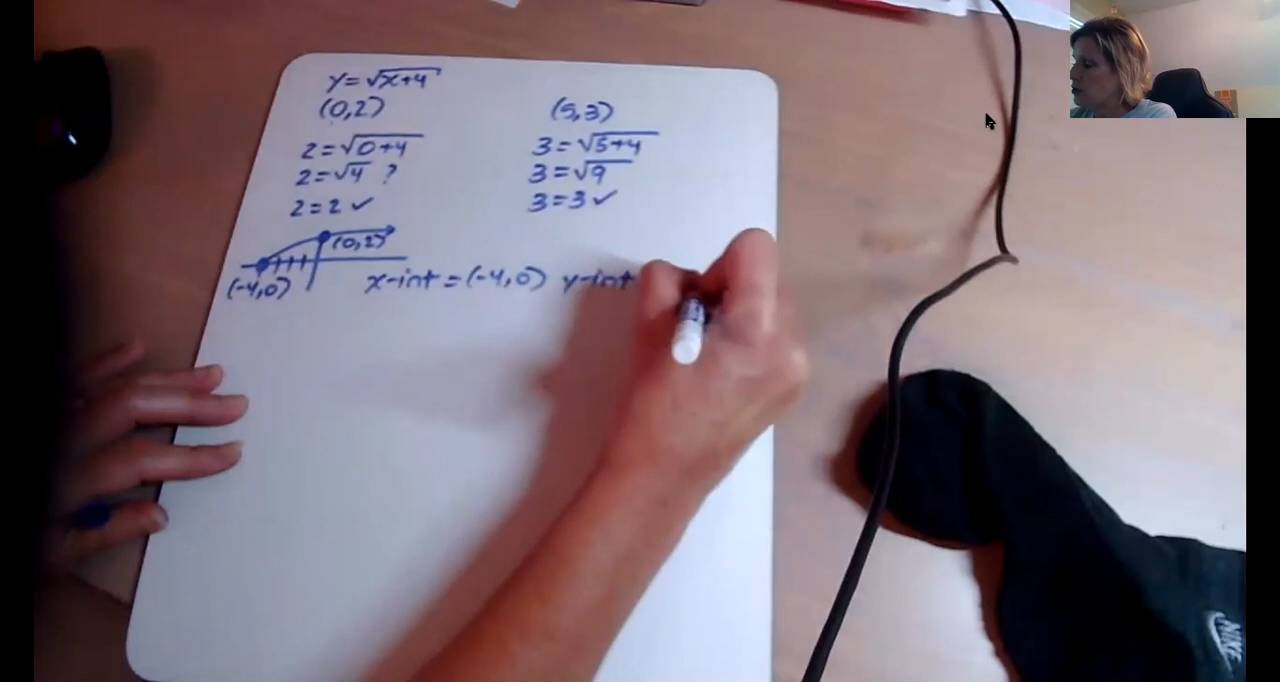 y=√x+4
(0,2) (5,3)
2=√0+4 3=√5+4
2=√4 ? 3=√9
2=2 ✓ 3=3 ✓
(0,2)
(-4,0) x-int=(-4,0) y-int
NIKE